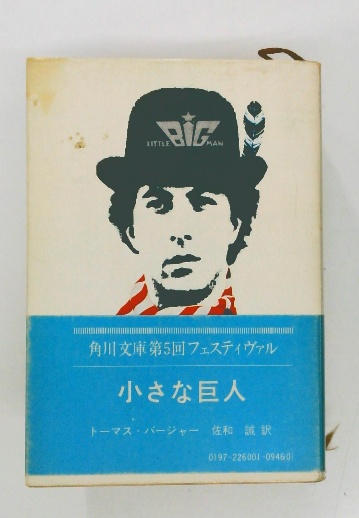 LITTLE BIG MAN
角川文庫第5回フェスティヴァル
小さな巨人
トーマス・バージャー 佐和 誠 訳
0197-226001-0946(0)